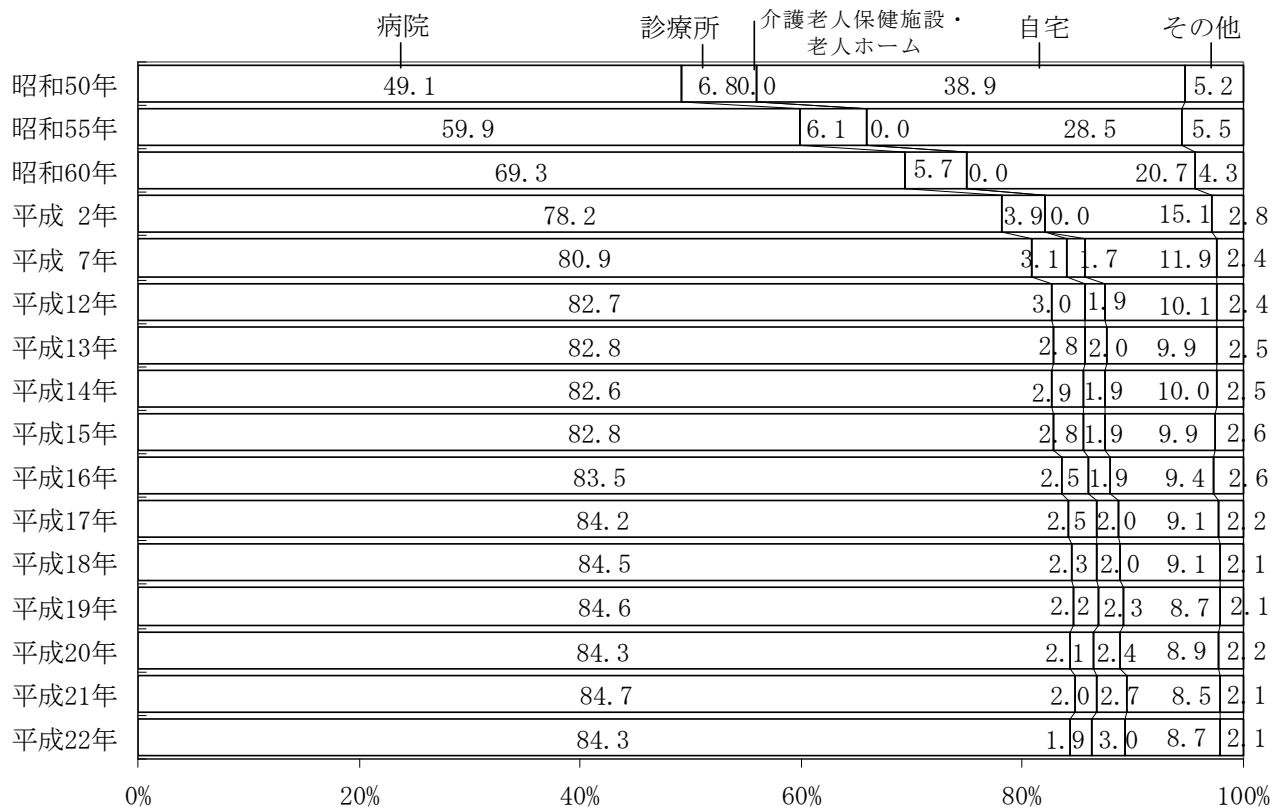 病院 診療所 介護老人保健施設・ 自宅 その他
老人ホーム
昭和50年 49.1 6.8 0.0 38.9 5.2
昭和55年 59.9 6.1 0.0 28.5 5.5
昭和60年 69.3 5.7 0.0 20.7 4.3
平成 2年 78.2 3.9 0.0 15.1 2.8
平成 7年 80.9 3.1 1.7 11.9 2.4
平成12年 82.7 3.0 1.9 10.1 2.4
平成13年 82.8 2.8 2.0 9.9 2.5
平成14年 82.6 2.9 1.9 10.0 2.5
平成15年 82.8 2.8 1.9 9.9 2.6
平成16年 83.5 2.5 1.9 9.4 2.6
平成17年 84.2 2.5 2.0 9.1 2.2
平成18年 84.5 2.3 2.0 9.1 2.1
平成19年 84.6 2.2 2.3 8.7 2.1
平成20年 84.3 2.1 2.4 8.9 2.2
平成21年 84.7 2.0 2.7 8.5 2.1
平成22年 84.3 1.9 3.0 8.7 2.1
0% 20% 40% 60% 80% 100%